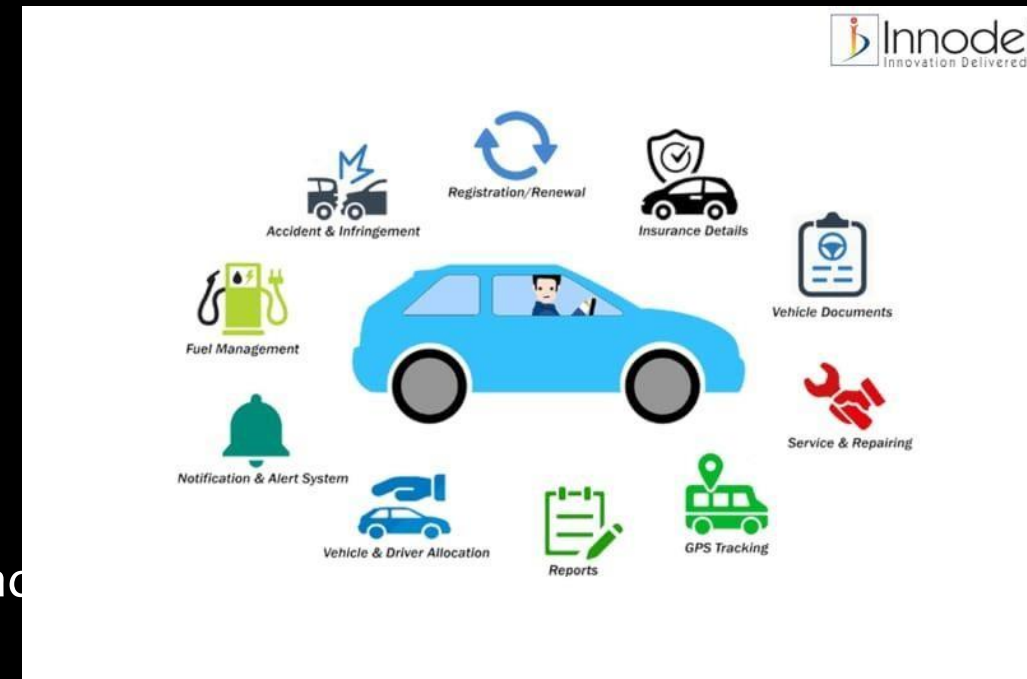 Innode
Innovation Delivered
Registration/Renewal
Accident & Infringement
Insurance Details
Vehicle Documents
Fuel Management
Service & Repairing
Notification & Alert System
GPS Tracking
Vehicle & Driver Allocation
Reports